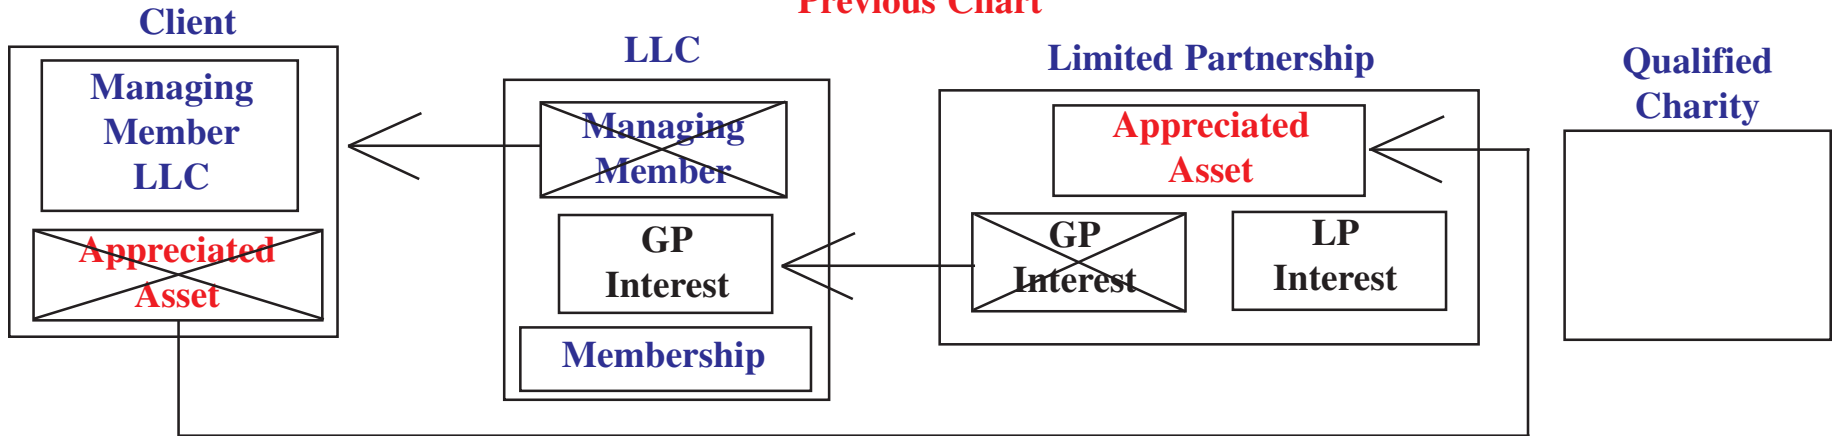 Previous Chart
Client
Managing
Member
LLC
Appreciated
Asset
LLC
Managing
Member
GP
Interest
Membership
Limited Partnership
Appreciated
Asset
GP
Interest
LP
Interest
Qualified
Charity